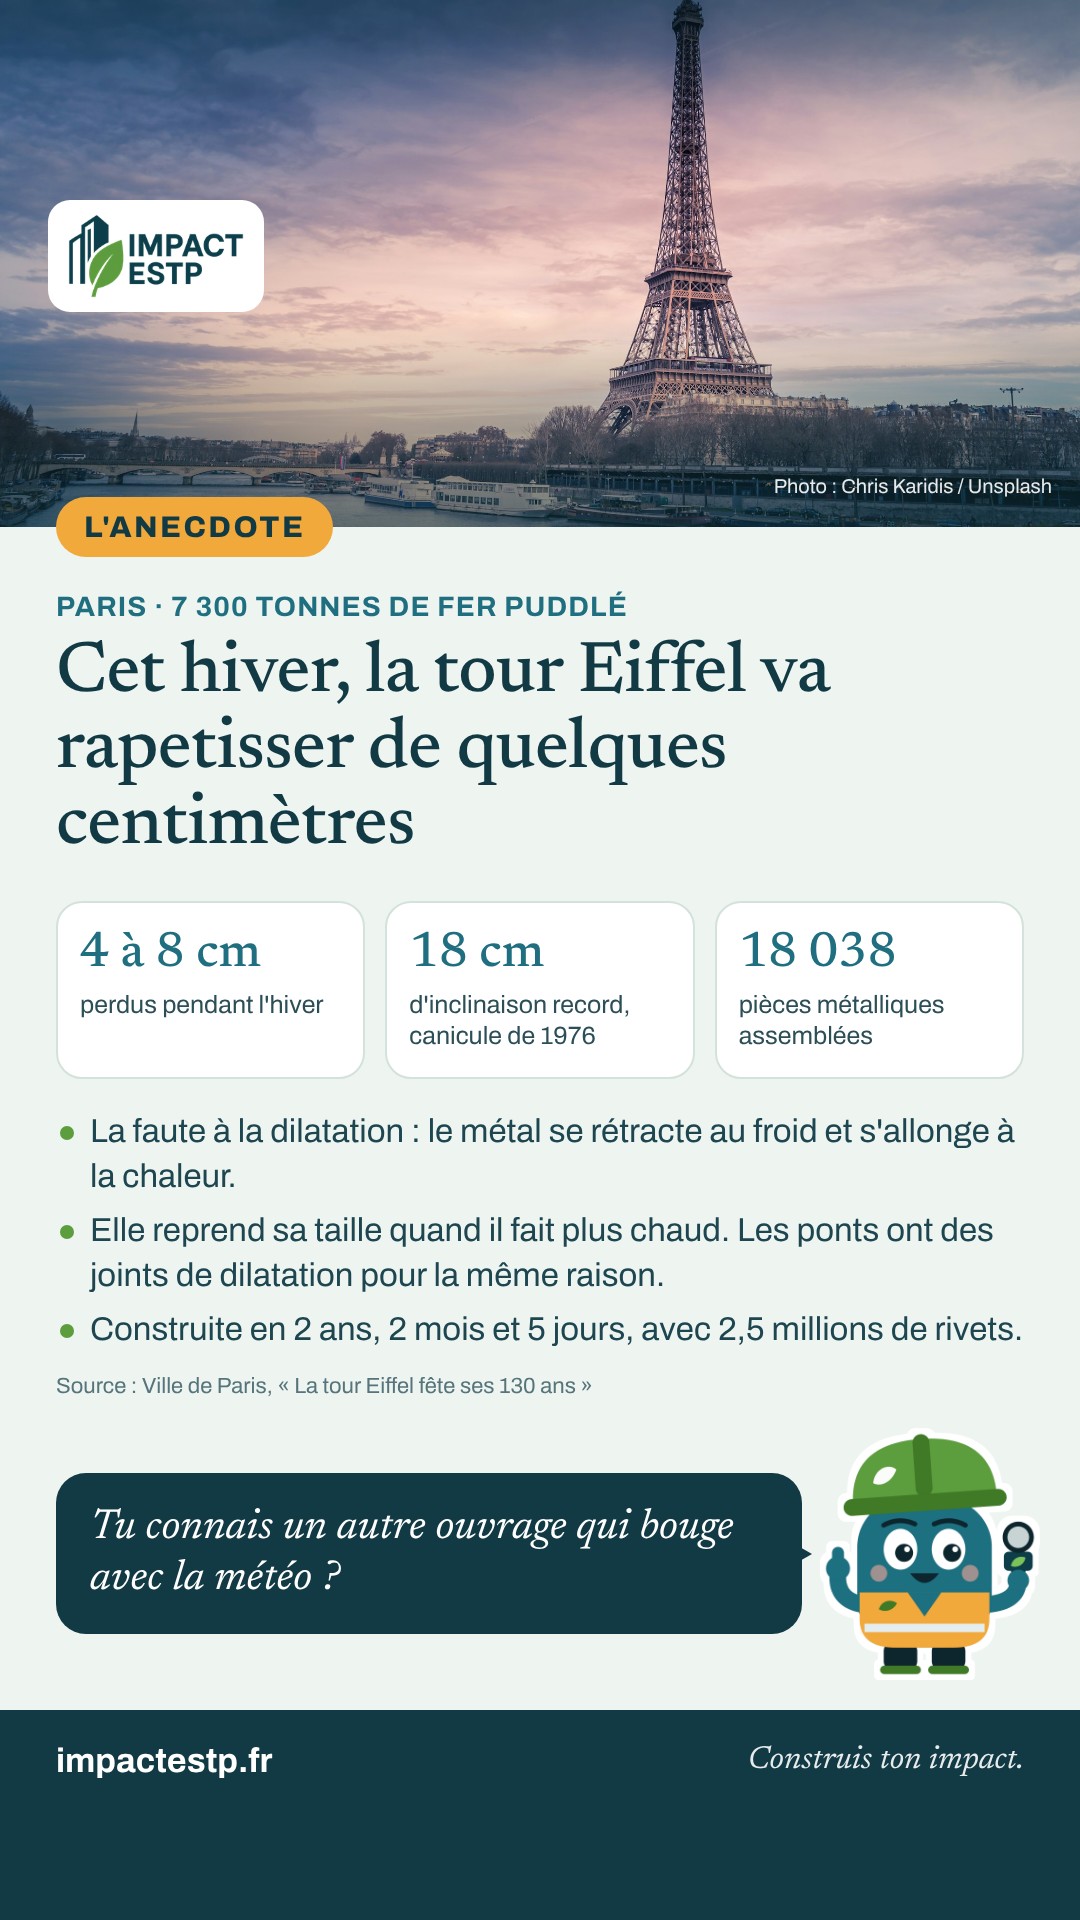 IMPACT
ESTP
Photo : Chris Karidis / Unsplash
L'ANECDOTE
PARIS · 7 300 TONNES DE FER PUDDLÉ
Cet hiver, la tour Eiffel va
rapetisser de quelques
centimètres
4 à 8 cm
perdus pendant l'hiver
18 cm
d'inclinaison record,
canicule de 1976
18 038
pièces métalliques
assemblées
La faute à la dilatation : le métal se rétracte au froid et s'allonge à
la chaleur.
Elle reprend sa taille quand il fait plus chaud. Les ponts ont des
joints de dilatation pour la même raison.
Construite en 2 ans, 2 mois et 5 jours, avec 2,5 millions de rivets.
Source : Ville de Paris, « La tour Eiffel fête ses 130 ans »
Tu connais un autre ouvrage qui bouge
avec la météo ?
impactestp.fr
Construis ton impact.